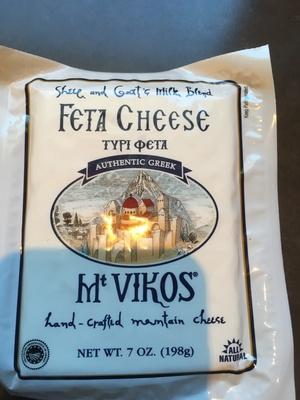 Sheep and Goat's Milk Blend
FETA CHEESE
ΤΥΡΙ ΦΕΤΑ
AUTHENTIC GREEK
Mt VIKOS®
hand-crafted mountain cheese
NET WT. 7 OZ. (198g)
ALL
NATURAL